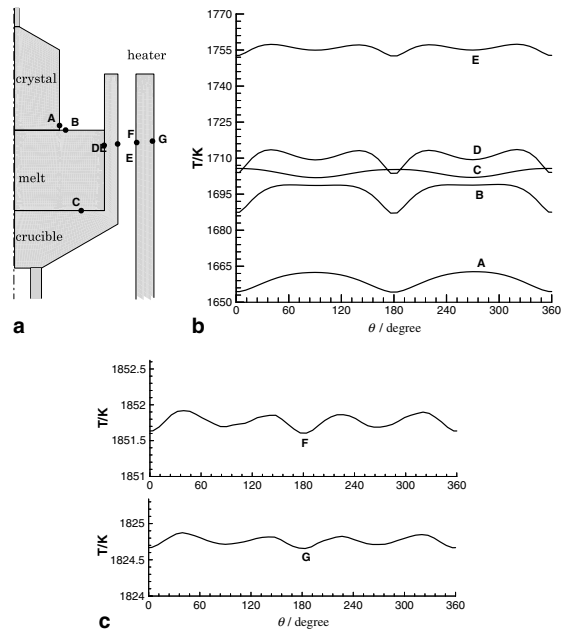 heater
crystal
A
B
F
G
D
E
E
melt
C
crucible
a
T/K
1770
1755
1740
1725
1710
1695
1680
1665
1650
E
D
C
B
A
0
60
120
180
240
300
360
θ / degree
b
T/K
1852.5
1852
1851.5
1851
F
0
60
120
180
240
300
360
T/K
1825
1824.5
1824
G
0
60
120
180
240
300
360
θ / degree
c